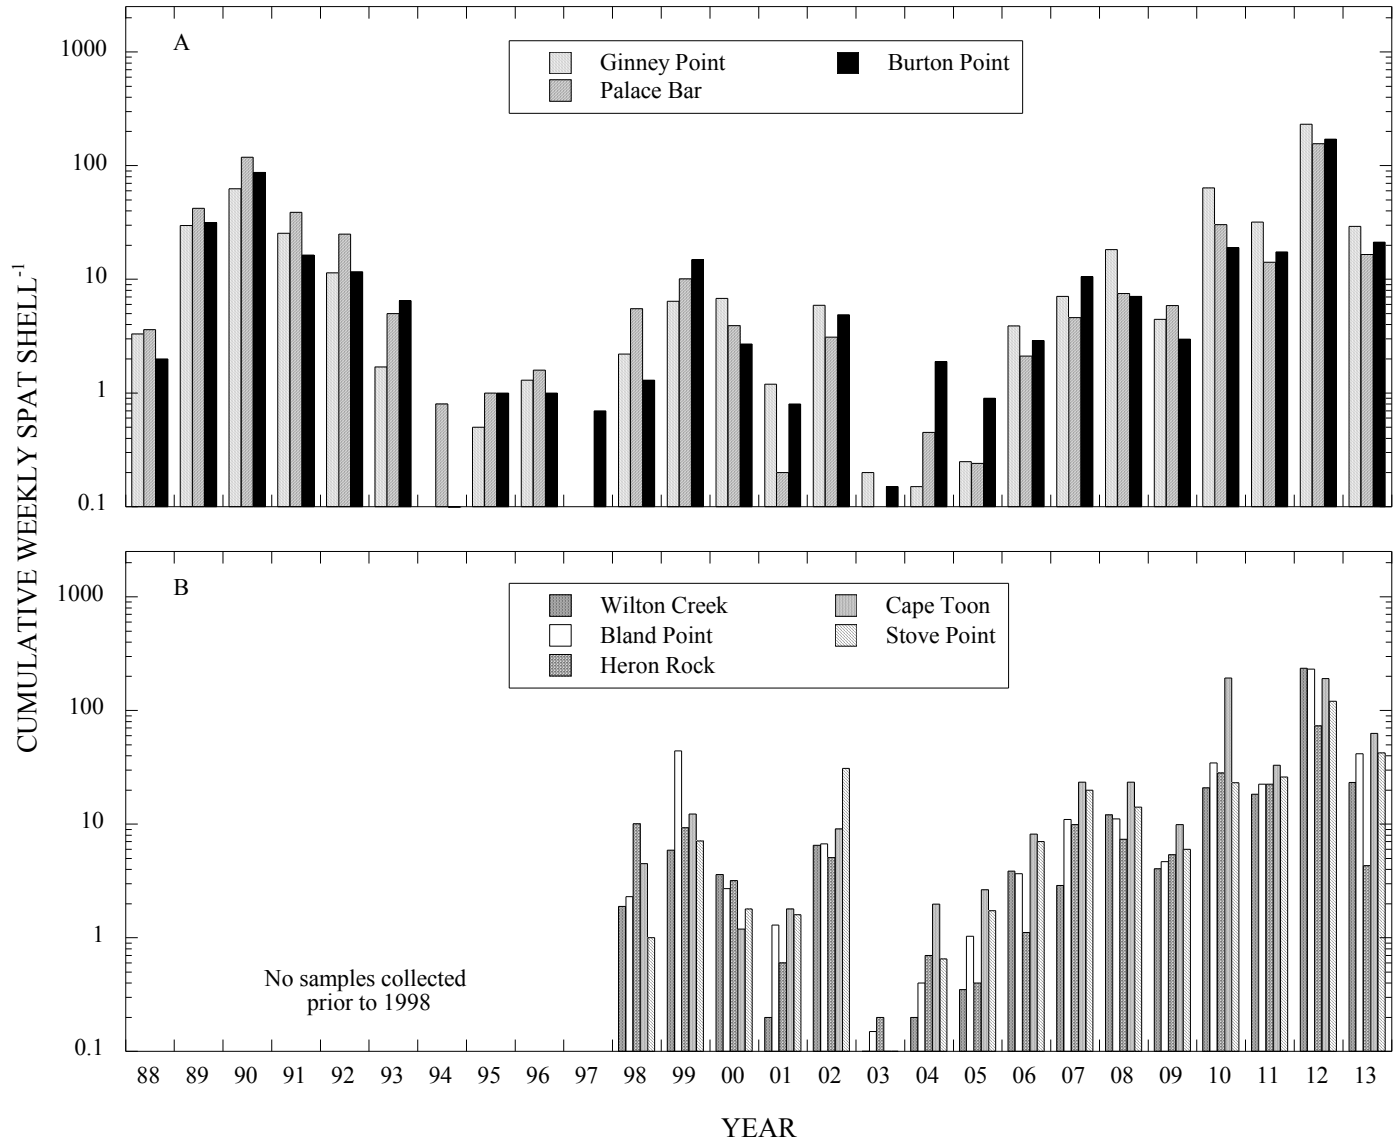 CUMULATIVE WEEKLY SPAT SHELL⁻¹
A
Ginney Point
Palace Bar
Burton Point
1000
100
10
1
0.1
B
Wilton Creek
Bland Point
Heron Rock
Cape Toon
Stove Point
1000
100
10
1
0.1
No samples collected
prior to 1998
88 89 90 91 92 93 94 95 96 97 98 99 00 01 02 03 04 05 06 07 08 09 10 11 12 13
YEAR